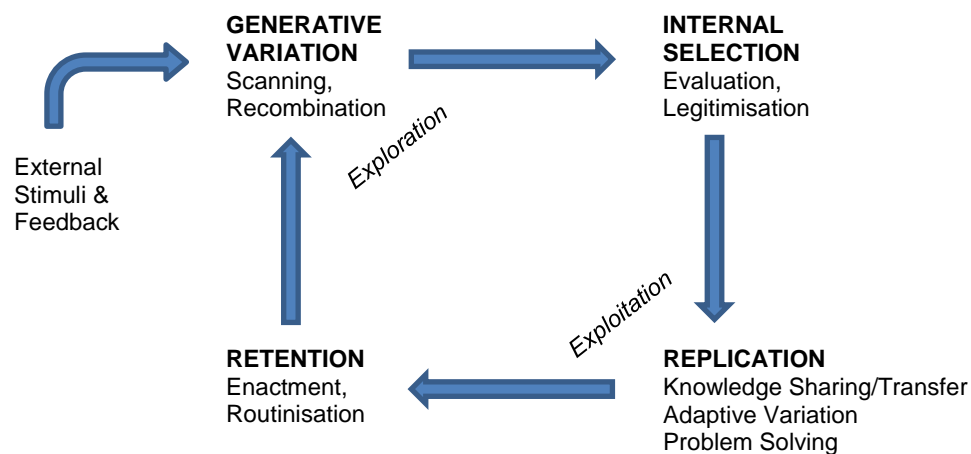 GENERATIVE
VARIATION
Scanning,
Recombination
INTERNAL
SELECTION
Evaluation,
Legitimisation
External
Stimuli &
Feedback
Exploration
Exploitation
RETENTION
Enactment,
Routinisation
REPLICATION
Knowledge Sharing/Transfer
Adaptive Variation
Problem Solving